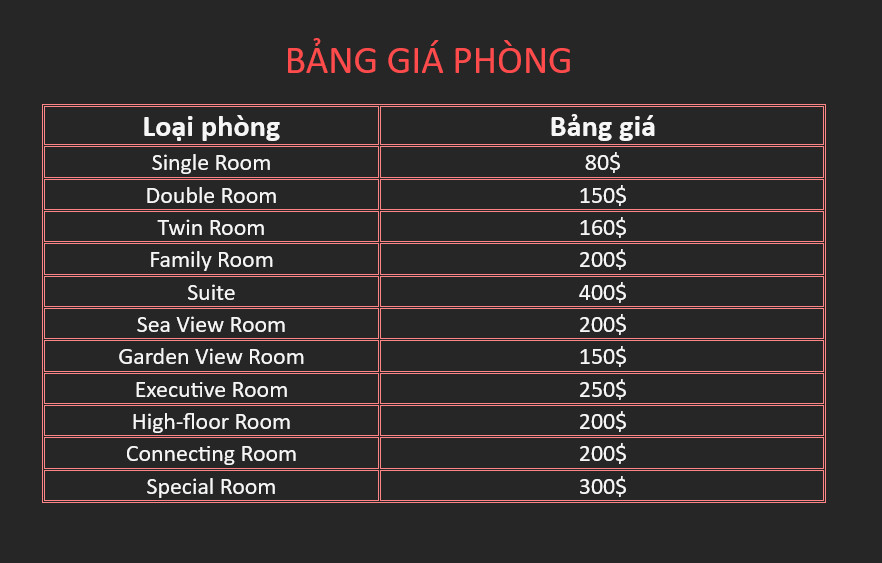 BẢNG GIÁ PHÒNG
Loại phòng Bảng giá
Single Room 80$
Double Room 150$
Twin Room 160$
Family Room 200$
Suite 400$
Sea View Room 200$
Garden View Room 150$
Executive Room 250$
High-floor Room 200$
Connecting Room 200$
Special Room 300$